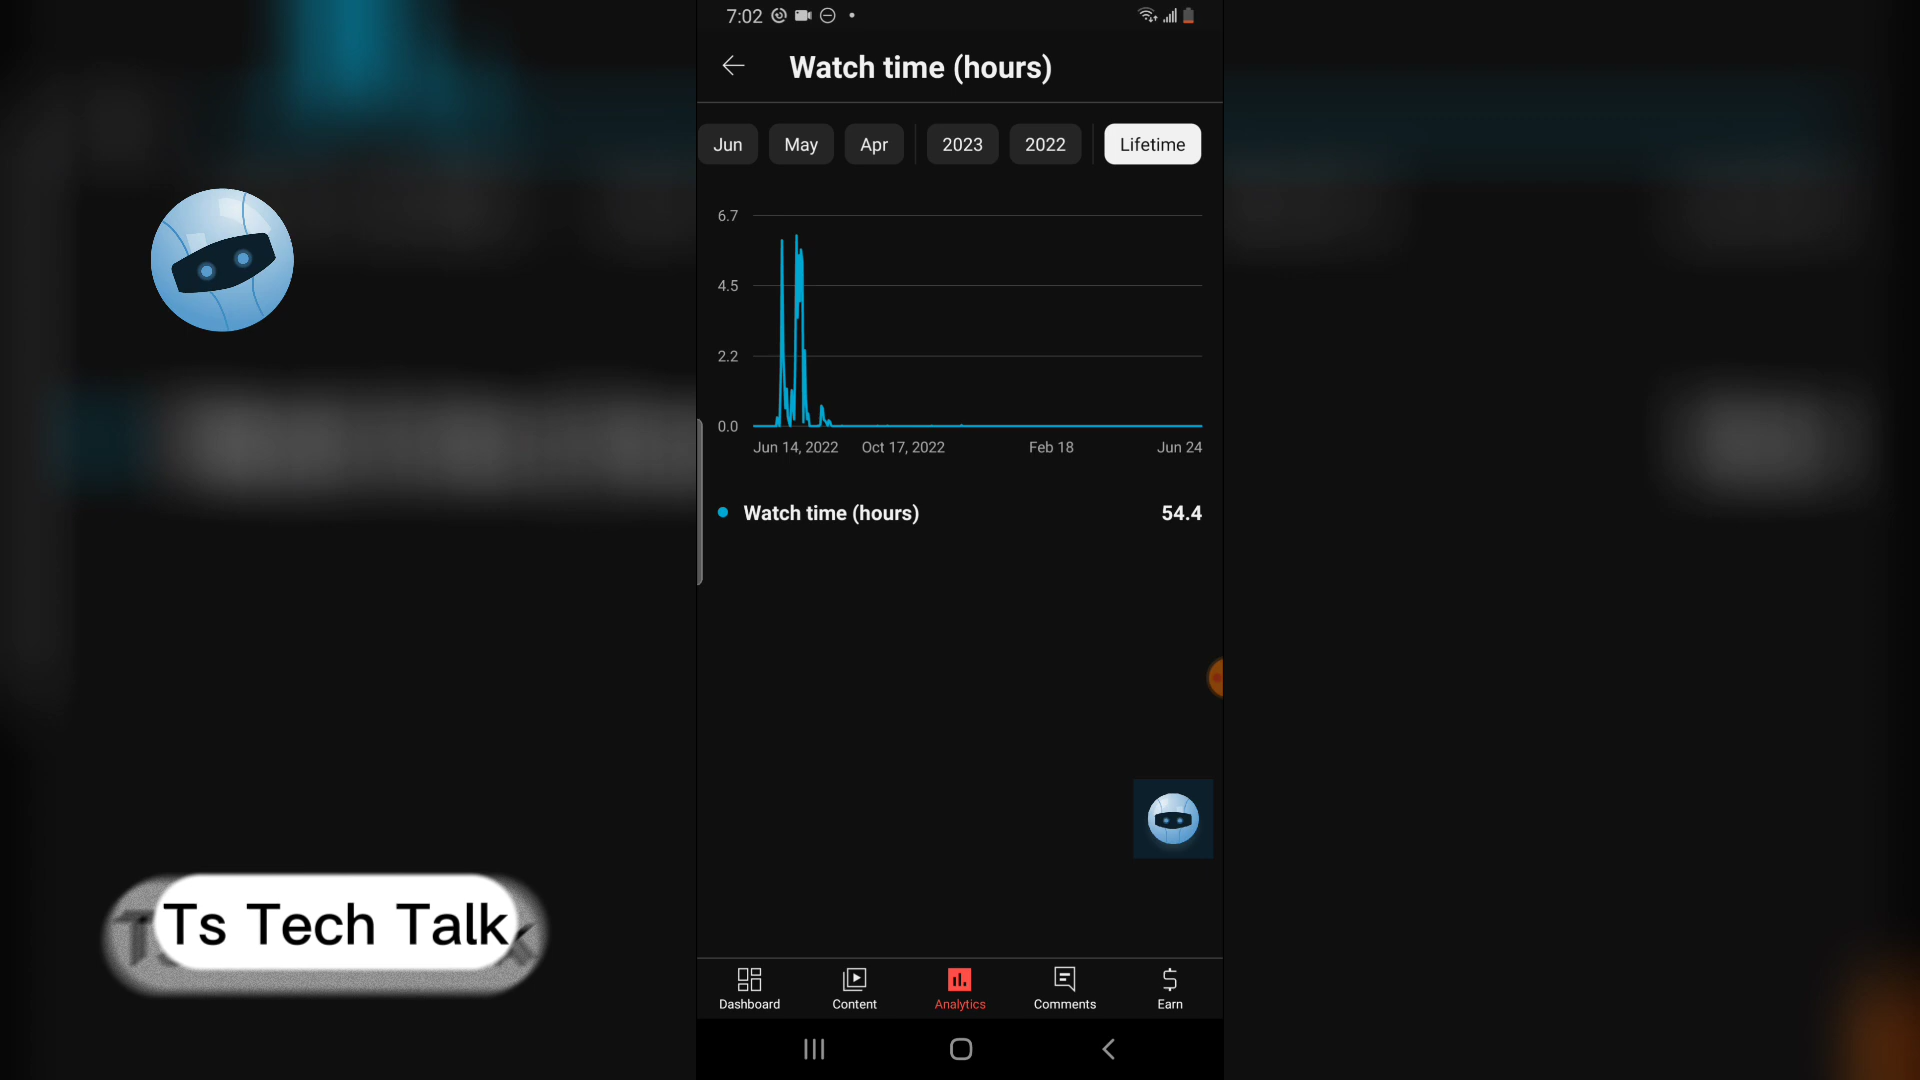 7:02
Watch time (hours)
Jun May Apr 2023 2022 Lifetime
6.7
4.5
2.2
0.0
Jun 14, 2022 Oct 17, 2022 Feb 18 Jun 24
Watch time (hours) 54.4
Ts Tech Talk
Dashboard Content Analytics Comments Earn